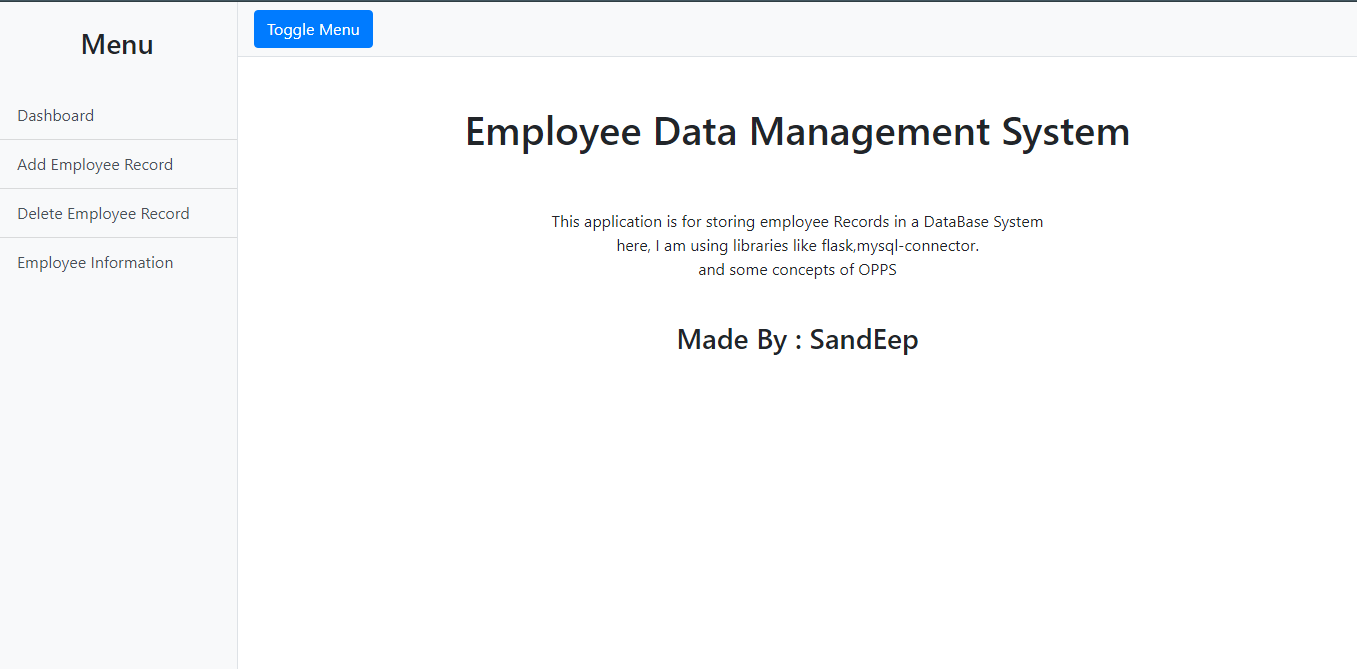 Menu
Dashboard
Add Employee Record
Delete Employee Record
Employee Information
Toggle Menu
Employee Data Management System
This application is for storing employee Records in a DataBase System
here, I am using libraries like flask,mysql-connector.
and some concepts of OPPS
Made By : SandEep